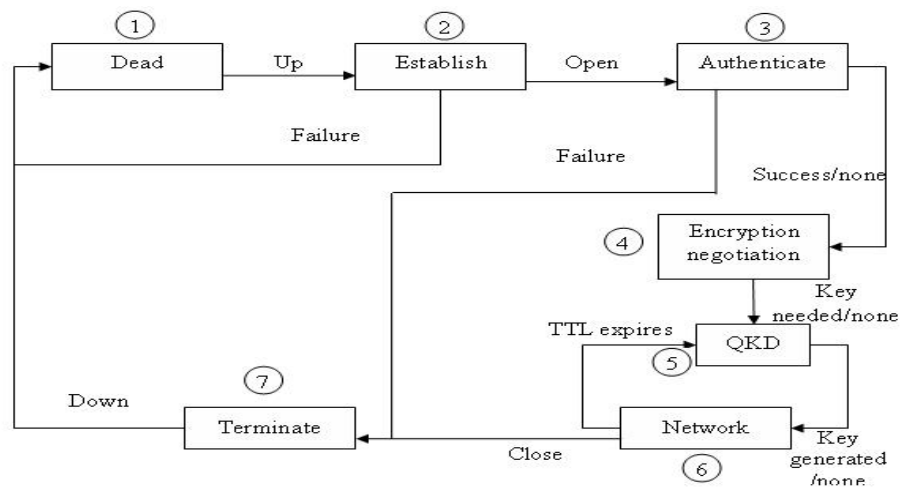 1
2
3
Dead
Up
Establish
Open
Authenticate
Failure
Failure
Success/none
4
Encryption
negotiation
Key
needed/none
TTL expires
5
QKD
7
Down
Terminate
Close
Network
Key
generated
/none
6